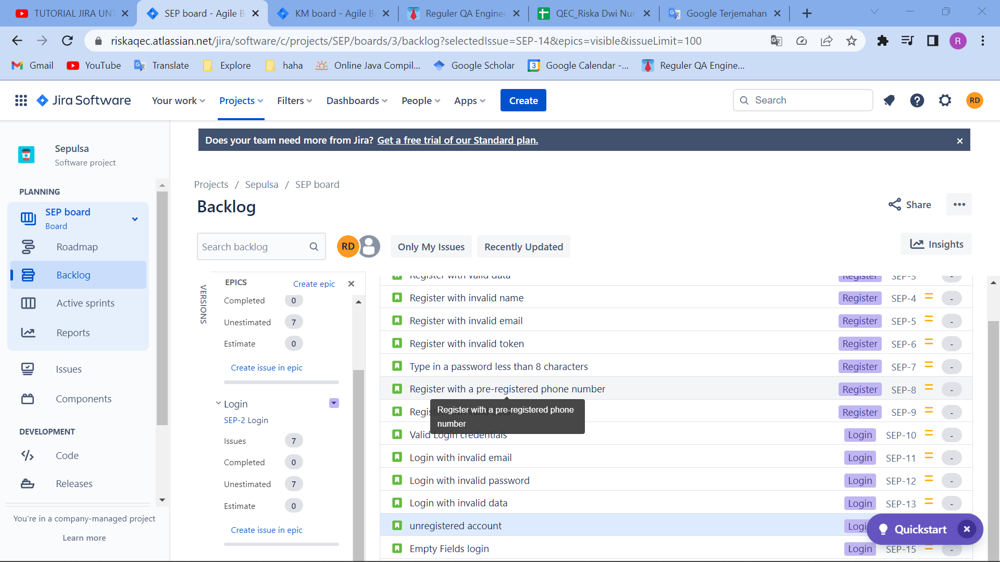 TUTORIAL JIRA UNT
SEP board - Agile B
KM board - Agile B
Reguler QA Enginee
QEC_Riska Dwi Nur
Google Terjemahan
riskaqec.atlassian.net/jira/software/c/projects/SEP/boards/3/backlog?selectedIssue=SEP-14&epics=visible&issueLimit=100
R
Gmail
YouTube
Translate
Explore
haha
Online Java Compil...
Google Scholar
Google Calendar -...
Reguler QA Engine...
Jira Software
Your work
Projects
Filters
Dashboards
People
Apps
Create
Search
RD
Does your team need more from Jira? Get a free trial of our Standard plan.
Sepulsa
Software project
PLANNING
SEP board
Board
Roadmap
Backlog
Active sprints
Reports
Issues
Components
DEVELOPMENT
Code
Releases
You're in a company-managed project
Learn more
Projects / Sepulsa / SEP board
Backlog
Share
Search backlog
RD
Only My Issues
Recently Updated
Insights
VERSIONS
EPICS
Create epic
Completed 0
Unestimated 7
Estimate 0
Create issue in epic
Login
SEP-2 Login
Issues 7
Completed 0
Unestimated 7
Estimate 0
Create issue in epic
Register with valid data Register SEP-3 -
Register with invalid name Register SEP-4 -
Register with invalid email Register SEP-5 -
Register with invalid token Register SEP-6 -
Type in a password less than 8 characters Register SEP-7 -
Register with a pre-registered phone number Register SEP-8 -
Register with a pre-registered phone
number
Regi Register SEP-9 -
Valid Login credentials Login SEP-10 -
Login with invalid email Login SEP-11 -
Login with invalid password Login SEP-12 -
Login with invalid data Login SEP-13 -
unregistered account Logi
Quickstart
Empty Fields login Login SEP-15 -